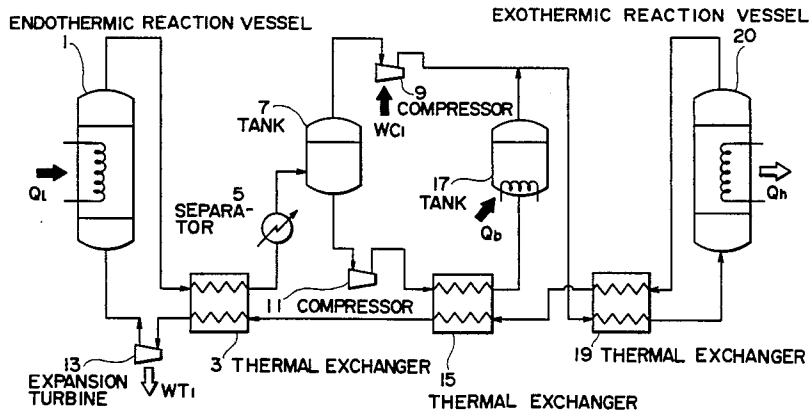 ENDOTHERMIC REACTION VESSEL
1
EXOTHERMIC REACTION VESSEL
20
7
TANK
9
COMPRESSOR
WC1
17
TANK
QL
5
SEPARA-
TOR
Qb
Qh
11 COMPRESSOR
13
EXPANSION
TURBINE
WT1
3 THERMAL EXCHANGER
15
THERMAL EXCHANGER
19 THERMAL EXCHANGER